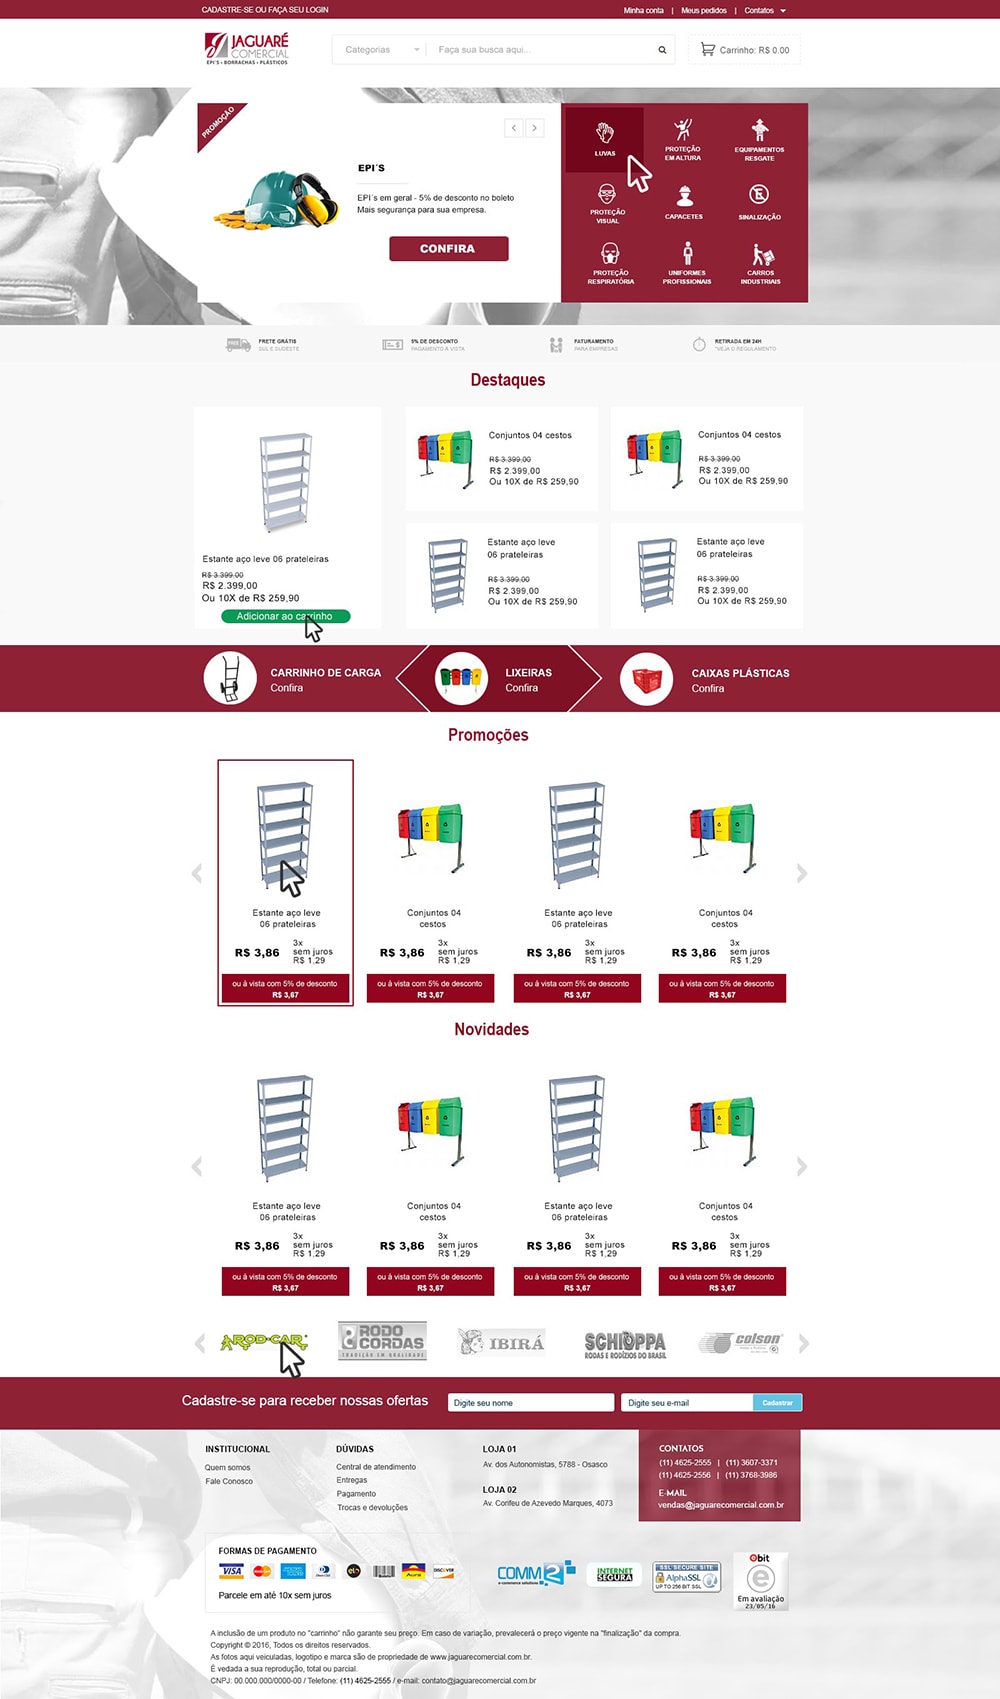 CADASTRE-SE OU FAÇA SEU LOGIN
Minha conta | Meus pedidos | Contatos
JAGUARÉ
COMERCIAL
EPI'S • BORRACHAS • PLÁSTICOS
Categorias
Faça sua busca aqui...
Carrinho: R$ 0.00
PROMOÇÃO
EPI´S
EPI´s em geral - 5% de desconto no boleto
Mais segurança para sua empresa.
CONFIRA
LUVAS
PROTEÇÃO
EM ALTURA
EQUIPAMENTOS
RESGATE
PROTEÇÃO
VISUAL
CAPACETES
SINALIZAÇÃO
PROTEÇÃO
RESPIRATÓRIA
UNIFORMES
PROFISSIONAIS
CARROS
INDUSTRIAIS
FREE
FRETE GRÁTIS
SUL E SUDESTE
5% DE DESCONTO
PAGAMENTO À VISTA
FATURAMENTO
PARA EMPRESAS
RETIRADA EM 24H
*VEJA O REGULAMENTO
Destaques
Estante aço leve 06 prateleiras
R$ 3.399,00
R$ 2.399,00
Ou 10X de R$ 259,90
Adicionar ao carrinho
Conjuntos 04 cestos
R$ 3.399,00
R$ 2.399,00
Ou 10X de R$ 259,90
Conjuntos 04 cestos
R$ 3.399,00
R$ 2.399,00
Ou 10X de R$ 259,90
Estante aço leve
06 prateleiras
R$ 3.399,00
R$ 2.399,00
Ou 10X de R$ 259,90
Estante aço leve
06 prateleiras
R$ 3.399,00
R$ 2.399,00
Ou 10X de R$ 259,90
CARRINHO DE CARGA
Confira
LIXEIRAS
Confira
CAIXAS PLÁSTICAS
Confira
Promoções
Estante aço leve
06 prateleiras
R$ 3,86
3x
sem juros
R$ 1,29
ou à vista com 5% de desconto
R$ 3,67
Conjuntos 04
cestos
R$ 3,86
3x
sem juros
R$ 1,29
ou à vista com 5% de desconto
R$ 3,67
Estante aço leve
06 prateleiras
R$ 3,86
3x
sem juros
R$ 1,29
ou à vista com 5% de desconto
R$ 3,67
Conjuntos 04
cestos
R$ 3,86
3x
sem juros
R$ 1,29
ou à vista com 5% de desconto
R$ 3,67
Novidades
Estante aço leve
06 prateleiras
R$ 3,86
3x
sem juros
R$ 1,29
ou à vista com 5% de desconto
R$ 3,67
Conjuntos 04
cestos
R$ 3,86
3x
sem juros
R$ 1,29
ou à vista com 5% de desconto
R$ 3,67
Estante aço leve
06 prateleiras
R$ 3,86
3x
sem juros
R$ 1,29
ou à vista com 5% de desconto
R$ 3,67
Conjuntos 04
cestos
R$ 3,86
3x
sem juros
R$ 1,29
ou à vista com 5% de desconto
R$ 3,67
ROD-CAR
RODO
CORDAS
TRADIÇÃO EM QUALIDADE
IBIRÁ
SCHIOPPA
RODAS E RODÍZIOS DO BRASIL
colson
Cadastre-se para receber nossas ofertas
Digite seu nome
Digite seu e-mail
Cadastrar
INSTITUCIONAL
Quem somos
Fale Conosco
DÚVIDAS
Central de atendimento
Entregas
Pagamento
Trocas e devoluções
LOJA 01
Av. dos Autonomistas, 5788 - Osasco
LOJA 02
Av. Corifeu de Azevedo Marques, 4073
CONTATOS
(11) 4625-2555 | (11) 3607-3371
(11) 4625-2556 | (11) 3768-3986
E-MAIL
vendas@jaguarecomercial.com.br
FORMAS DE PAGAMENTO
VISA
MasterCard
elo
Aura
DISCOVER
Parcele em até 10x sem juros
COMM2
e-commerce solutions
INTERNET
SEGURA
SSL SECURE SITE
AlphaSSL
UP TO 256 BIT SSL
ebit
e
Em avaliação
23/05/16
A inclusão de um produto no "carrinho" não garante seu preço. Em caso de variação, prevalecerá o preço vigente na "finalização" da compra.
Copyright © 2016, Todos os direitos reservados.
As fotos aqui veiculadas, logotipo e marca são de propriedade de www.jaguarecomercial.com.br.
É vedada a sua reprodução, total ou parcial.
CNPJ: 00.000.000/0000-00 / Telefone: (11) 4625-2555 / e-mail: contato@jaguarecomercial.com.br